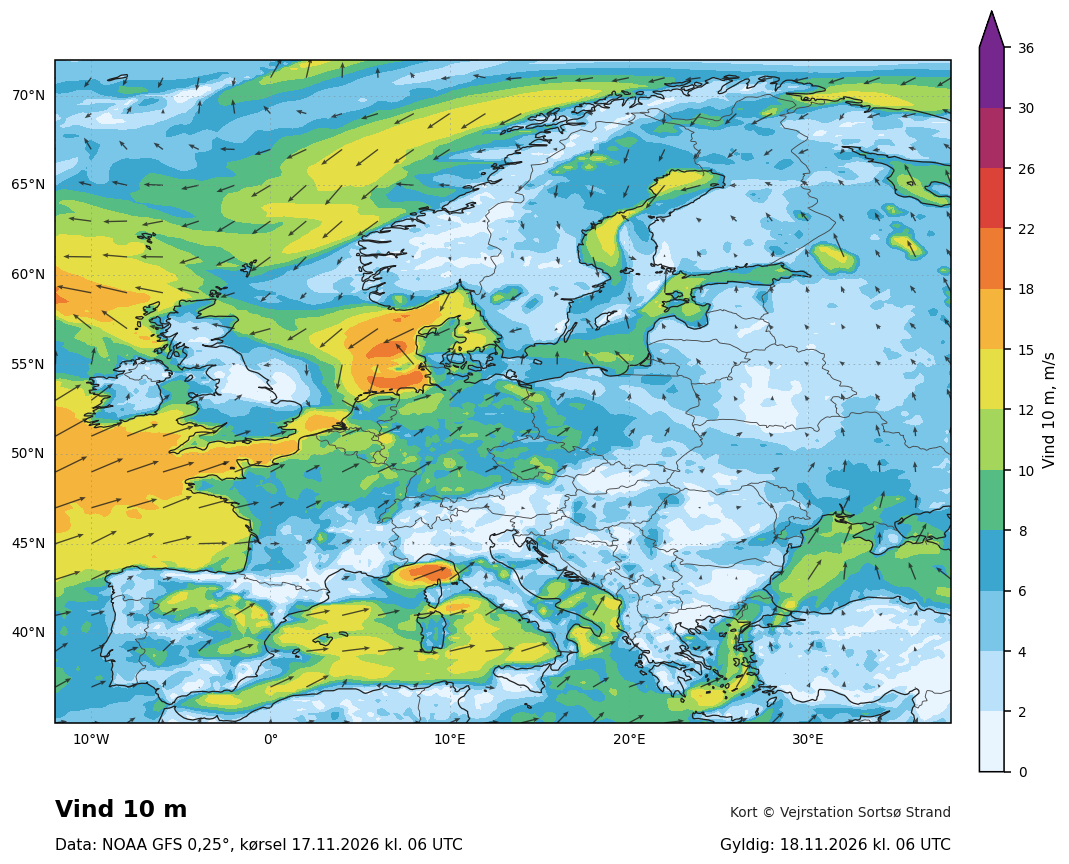 36
30
26
22
18
15
12
10
8
6
4
2
0
Vind 10 m, m/s
70°N
65°N
60°N
55°N
50°N
45°N
40°N
10°W
0°
10°E
20°E
30°E
Vind 10 m
Kort © Vejrstation Sortsø Strand
Data: NOAA GFS 0,25°, kørsel 17.11.2026 kl. 06 UTC
Gyldig: 18.11.2026 kl. 06 UTC